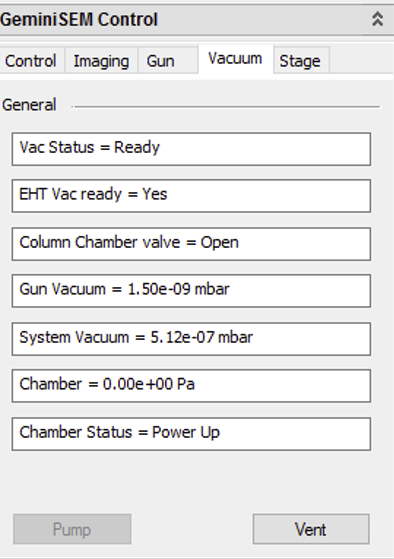 GeminiSEM Control
Control Imaging Gun Vacuum Stage
General
Vac Status = Ready
EHT Vac ready = Yes
Column Chamber valve = Open
Gun Vacuum = 1.50e-09 mbar
System Vacuum = 5.12e-07 mbar
Chamber = 0.00e+00 Pa
Chamber Status = Power Up
Pump Vent